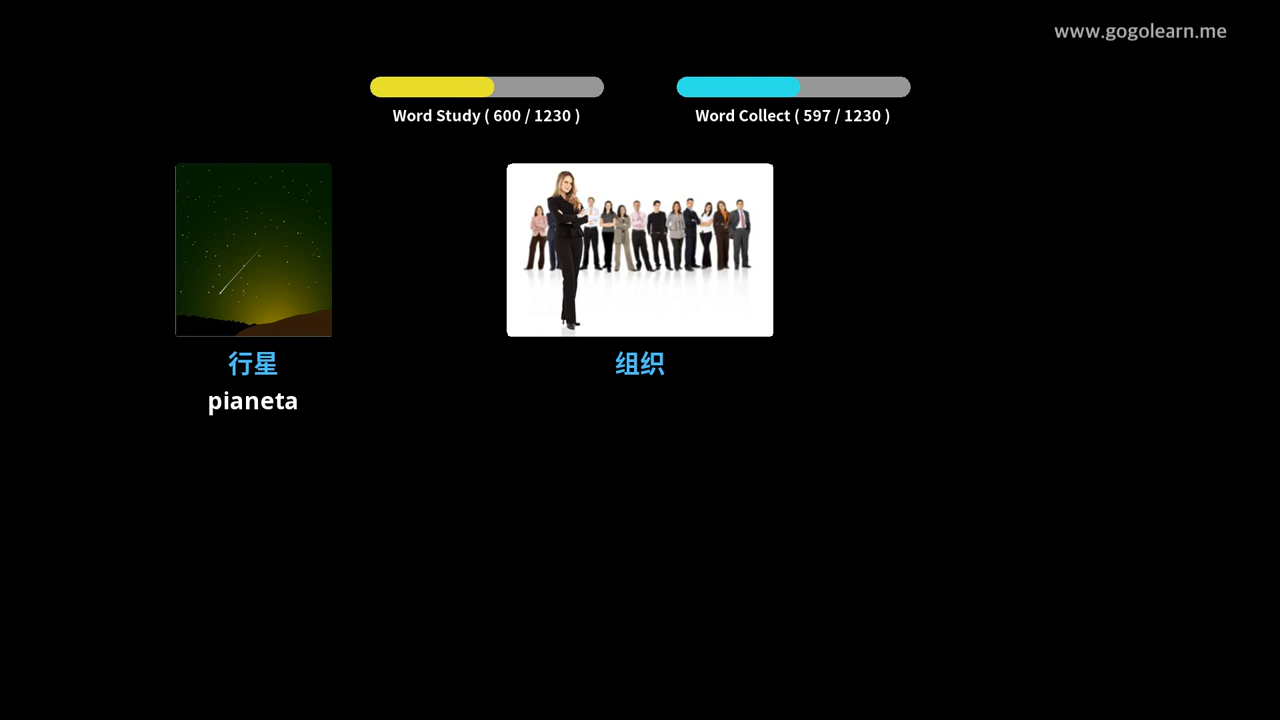 www.gogolearn.me
Word Study ( 600 / 1230 )
Word Collect ( 597 / 1230 )
行星
pianeta
组织